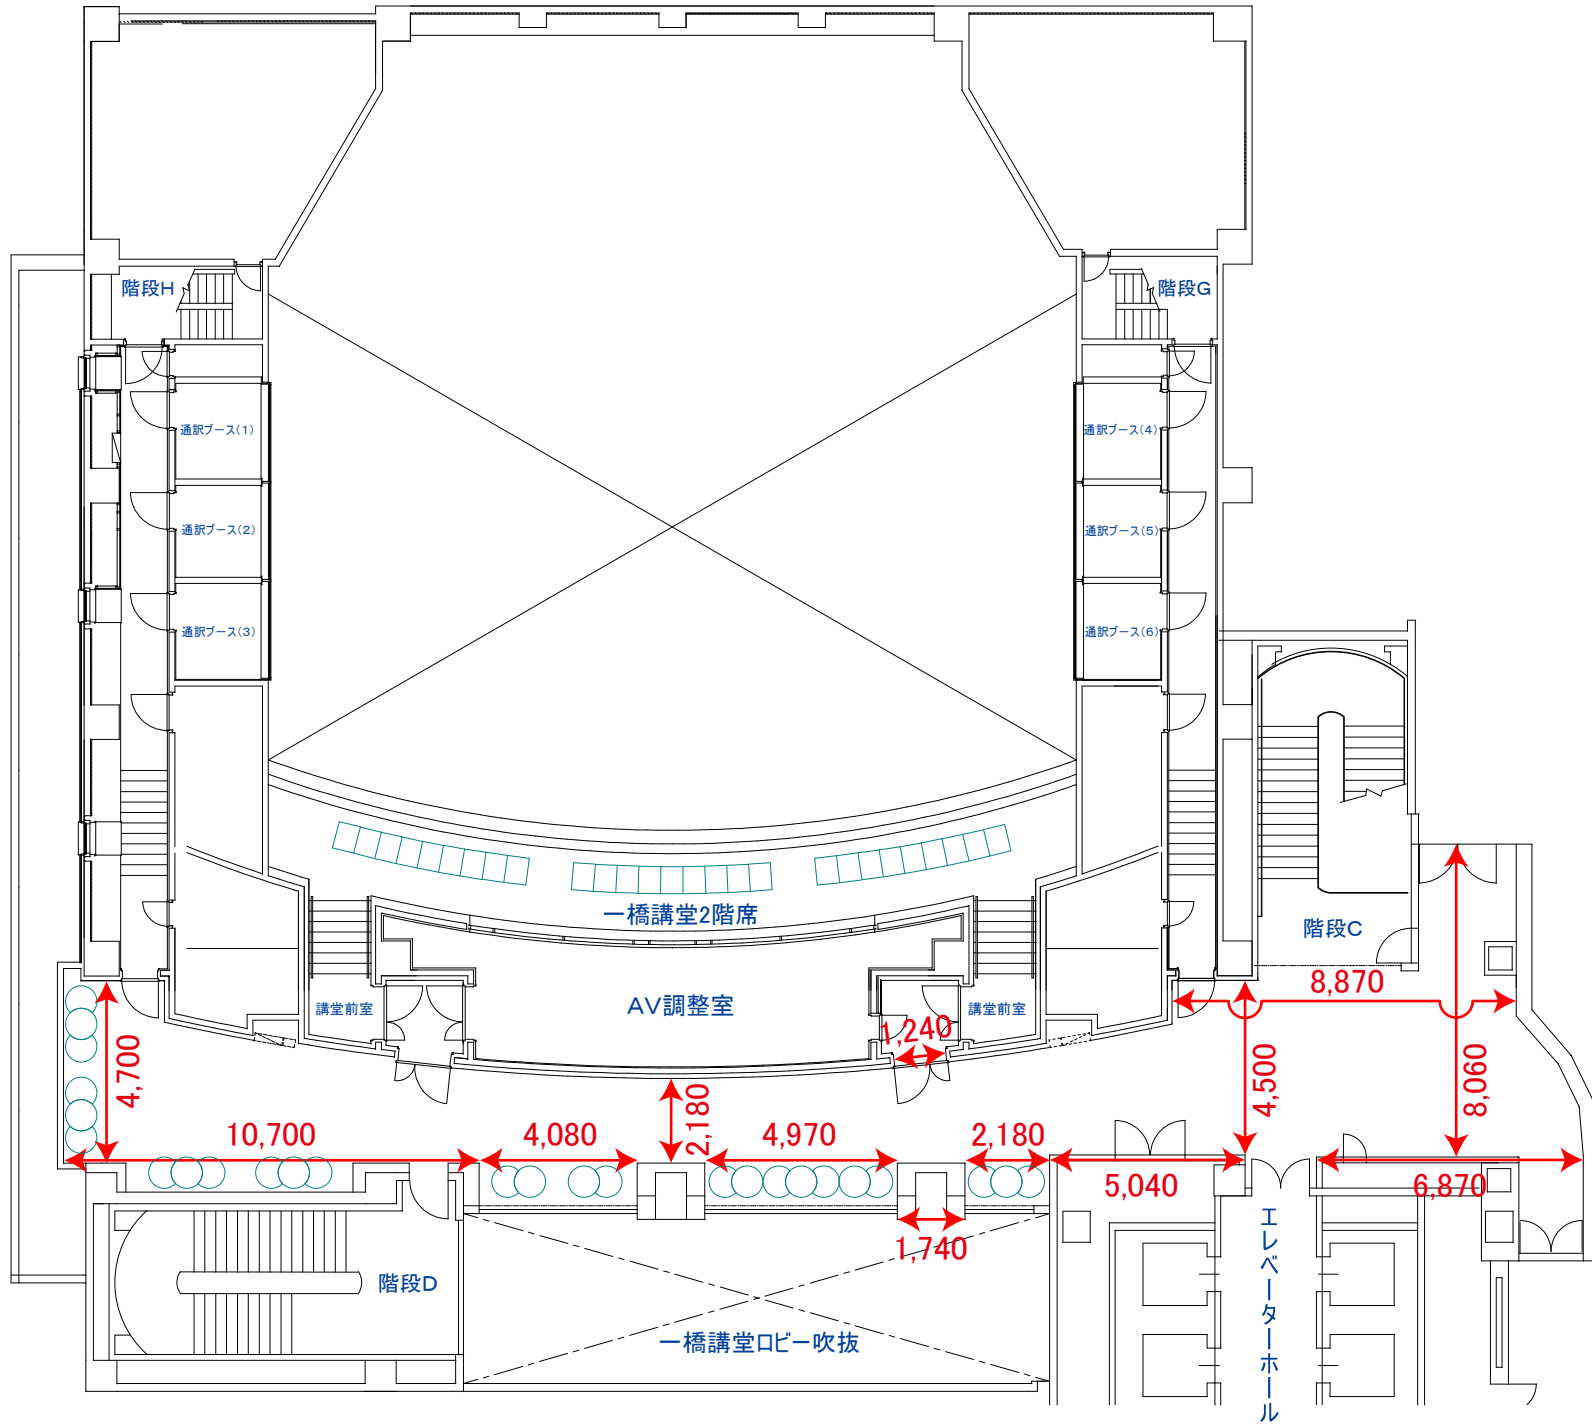 階段H
階段G
通訳ブース(1)
通訳ブース(4)
通訳ブース(2)
通訳ブース(5)
通訳ブース(3)
通訳ブース(6)
一橋講堂2階席
階段C
8,870
講堂前室
AV調整室
講堂前室
1,240
4,700
2,180
4,500
8,060
10,700
4,080
4,970
2,180
5,040
6,870
1,740
階段D
一橋講堂ロビー吹抜
エレベーターホール